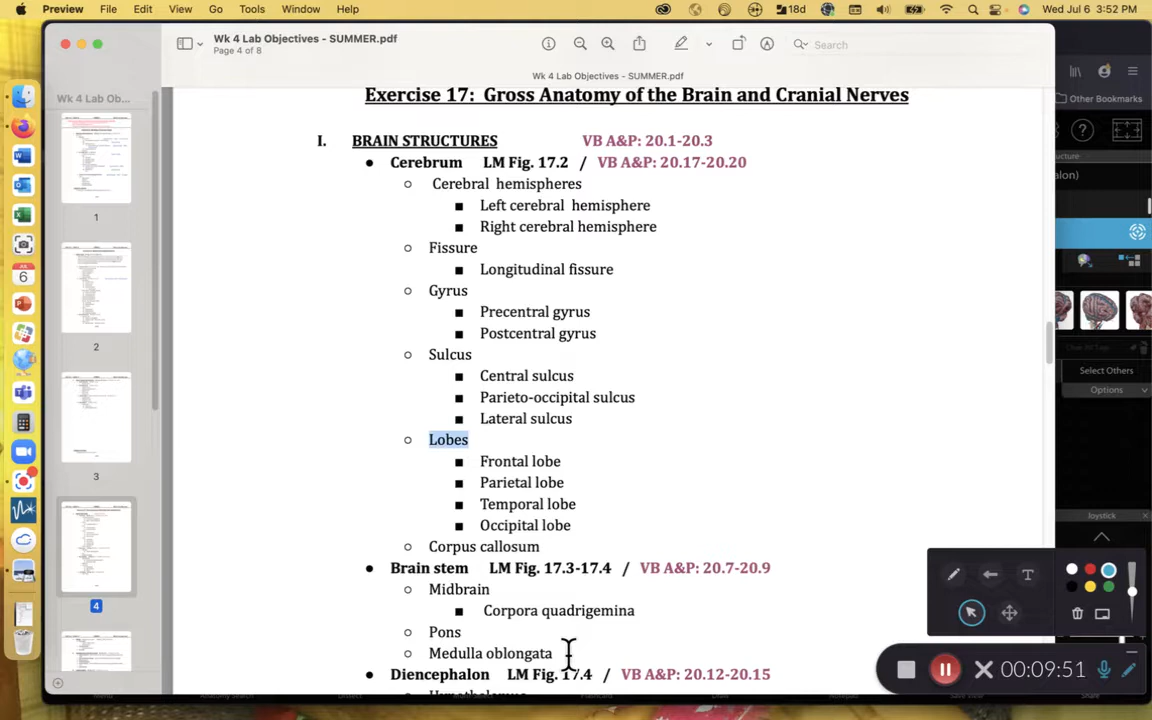 Preview File Edit View Go Tools Window Help 18d Wed Jul 6 3:52 PM
Wk 4 Lab Objectives - SUMMER.pdf
Page 4 of 8
Search
Wk 4 Lab Objectives - SUMMER.pdf
Wk 4 Lab Ob...
Other Bookmarks
Exercise 17: Gross Anatomy of the Brain and Cranial Nerves
I. BRAIN STRUCTURES VB A&P: 20.1-20.3
● Cerebrum LM Fig. 17.2 / VB A&P: 20.17-20.20
○ Cerebral hemispheres
■ Left cerebral hemisphere
■ Right cerebral hemisphere
○ Fissure
■ Longitudinal fissure
○ Gyrus
■ Precentral gyrus
■ Postcentral gyrus
○ Sulcus
■ Central sulcus
■ Parieto-occipital sulcus
■ Lateral sulcus
○ Lobes
■ Frontal lobe
■ Parietal lobe
■ Temporal lobe
■ Occipital lobe
○ Corpus callosum
● Brain stem LM Fig. 17.3-17.4 / VB A&P: 20.7-20.9
○ Midbrain
■ Corpora quadrigemina
○ Pons
○ Medulla oblongata
● Diencephalon LM Fig. 17.4 / VB A&P: 20.12-20.15
1
2
3
4
JUL
6
Select Others
Options
Joystick
T
00:09:51